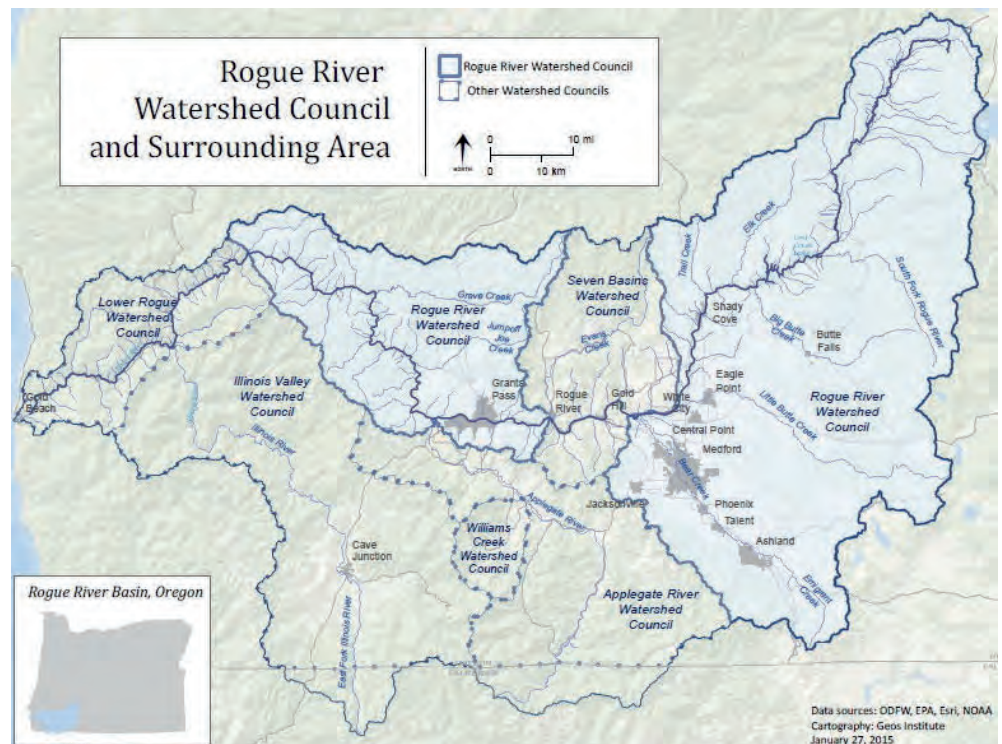 Rogue River
Watershed Council
and Surrounding Area
Rogue River Watershed Council
Other Watershed Councils
NORTH
0 10 mi
0 10 km
Elk Creek
Trail Creek
South Fork Rogue River
Seven Basins
Watershed
Council
Lower Rogue
Watershed
Council
Grave Creek
Rogue River
Watershed
Council
Jumpoff
Joe
Creek
Shady
Cove
Big Butte
Creek
Butte
Falls
Evans
Creek
Illinois Valley
Watershed
Council
Grants
Pass
Rogue
River
Gold
Hill
White
City
Eagle
Point
Rogue River
Watershed
Council
Gold
Beach
Little Butte Creek
Illinois River
Central Point
Medford
Bear Creek
Jacksonville
Applegate River
Phoenix
Talent
Ashland
Williams
Creek
Watershed
Council
Cave
Junction
Emigrant
Creek
Applegate River
Watershed
Council
East Fork Illinois River
Rogue River Basin, Oregon
Data sources: ODFW, EPA, Esri, NOAA
Cartography: Geos Institute
January 27, 2015